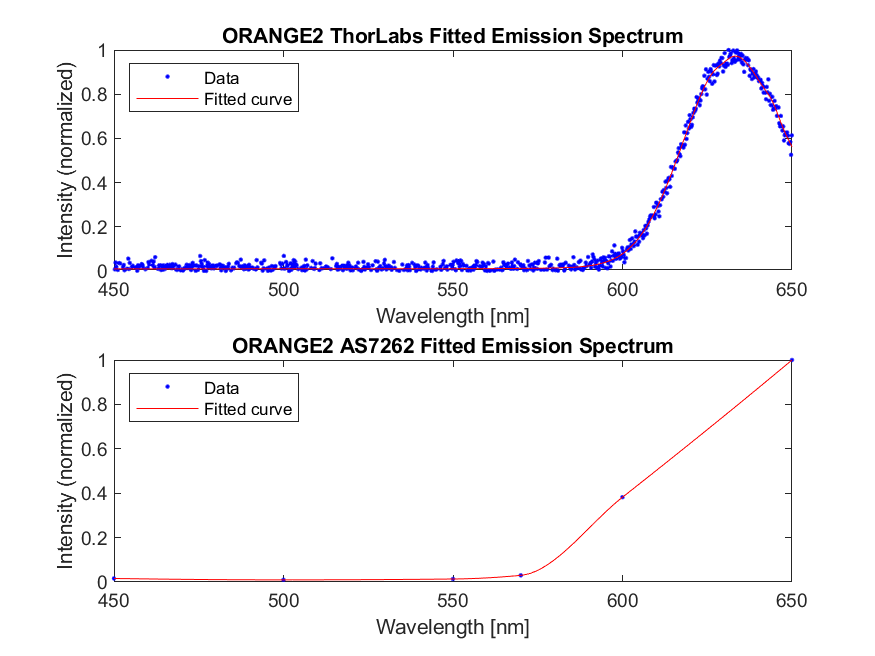 ORANGE2 ThorLabs Fitted Emission Spectrum
Intensity (normalized)
1
0.8
0.6
0.4
0.2
0
Data
Fitted curve
450
500
550
600
650
Wavelength [nm]
ORANGE2 AS7262 Fitted Emission Spectrum
Intensity (normalized)
1
0.8
0.6
0.4
0.2
0
Data
Fitted curve
450
500
550
600
650
Wavelength [nm]